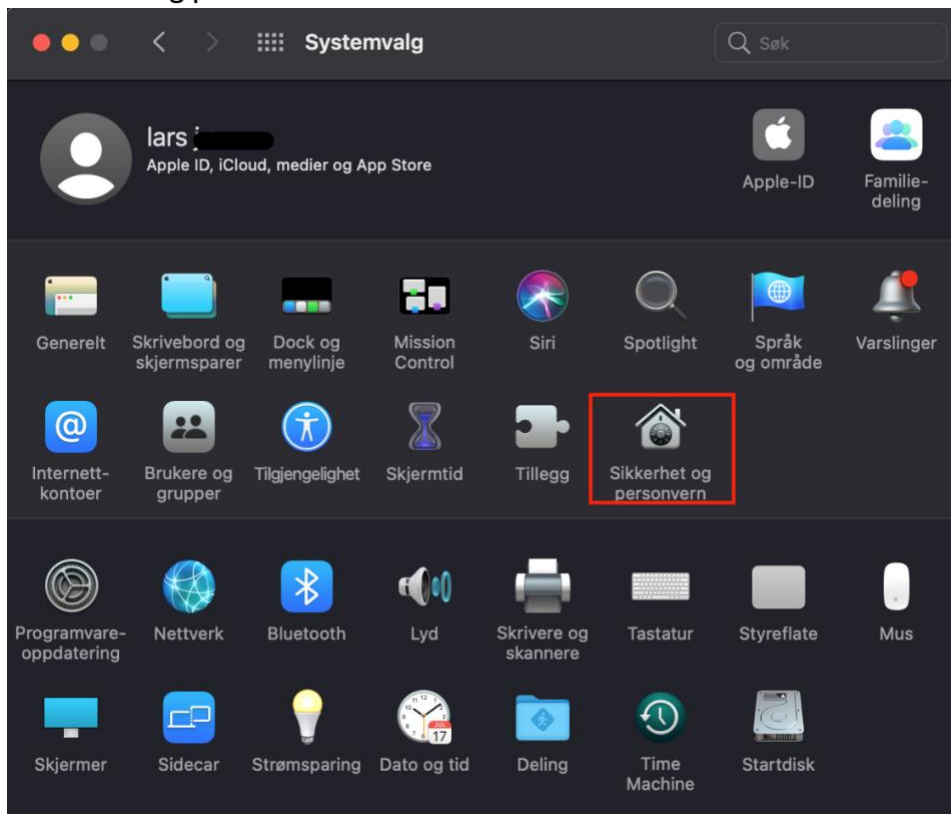 Systemvalg
Søk
lars j
Apple ID, iCloud, medier og App Store
Apple-ID
Familie-
deling
Generelt
Skrivebord og
skjermsparer
Dock og
menylinje
Mission
Control
Siri
Spotlight
Språk
og område
Varslinger
Internett-
kontoer
Brukere og
grupper
Tilgjengelighet
Skjermtid
Tillegg
Sikkerhet og
personvern
Programvare-
oppdatering
Nettverk
Bluetooth
Lyd
Skrivere og
skannere
Tastatur
Styreflate
Mus
Skjermer
Sidecar
Strømsparing
Dato og tid
Deling
Time
Machine
Startdisk